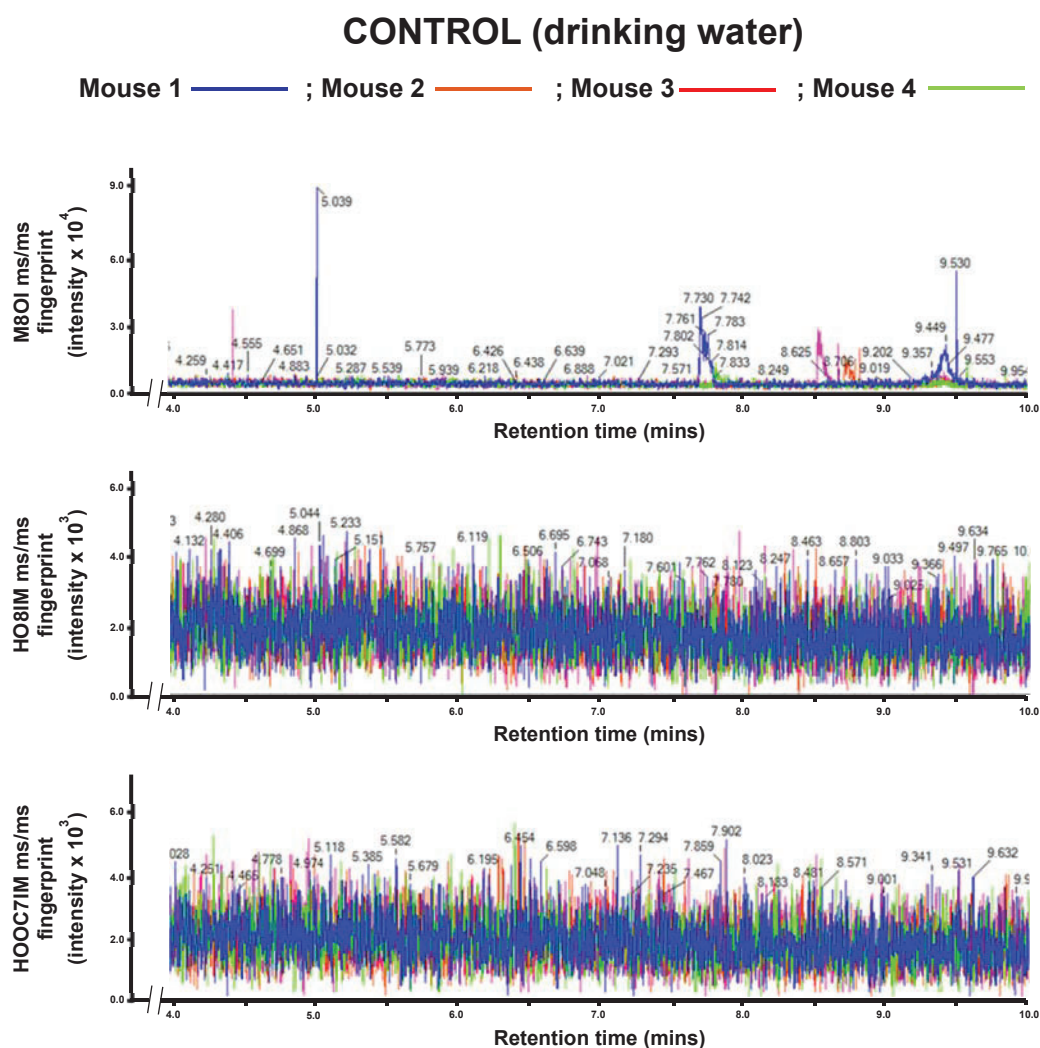 CONTROL (drinking water)
Mouse 1 ; Mouse 2 ; Mouse 3 ; Mouse 4
M8OI ms/ms
fingerprint
(intensity x 10^4)
9.0
6.0
3.0
0.0
5.039
9.530
7.730 7.742
7.761 7.783
7.802 7.814
7.833
7.571
4.259 4.417 4.555 4.651 4.883 5.032 5.287 5.539 5.773 5.939 6.218 6.426 6.438 6.639 6.888 7.021 7.293
8.249 8.625 8.706 9.019 9.202 9.357 9.449 9.477 9.553 9.954
4.0 5.0 6.0 7.0 8.0 9.0 10.0
Retention time (mins)
HO8IM ms/ms
fingerprint
(intensity x 10^3)
6.0
4.0
2.0
0.0
3 4.132 4.280 4.406 4.699 4.868 5.044 5.233 5.151 5.757 6.119 6.506 6.695 6.743 7.068 7.180
7.601 7.762 7.780 8.123 8.247 8.463 8.657 8.803 9.033 9.025 9.366 9.497 9.634 9.765 10.
4.0 5.0 6.0 7.0 8.0 9.0 10.0
Retention time (mins)
HOOC7IM ms/ms
fingerprint
(intensity x 10^3)
6.0
4.0
2.0
0.0
028 4.251 4.466 4.778 4.974 5.118 5.385 5.582 5.679 6.195 6.454 6.598 7.048 7.136 7.235 7.294 7.467
7.859 7.902 8.023 8.183 8.481 8.571 9.001 9.341 9.531 9.632 9.9
4.0 5.0 6.0 7.0 8.0 9.0 10.0
Retention time (mins)